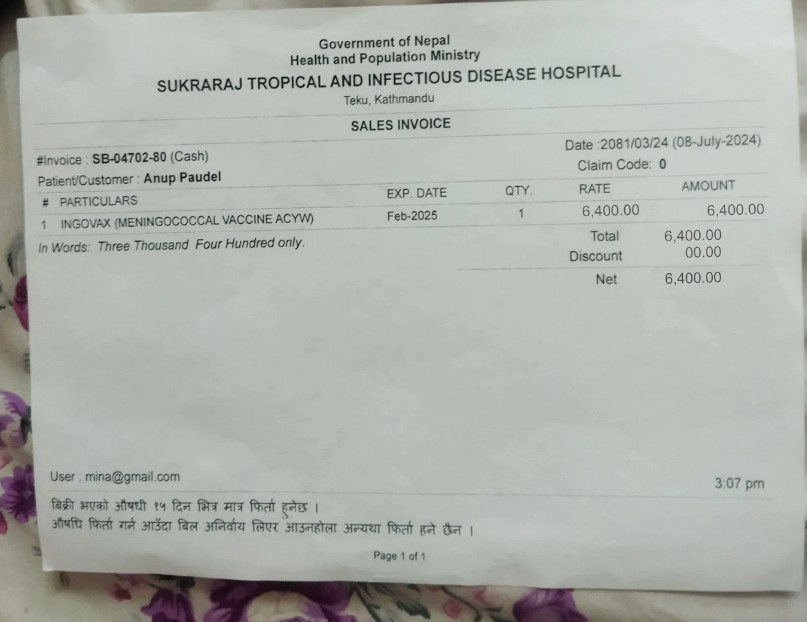 Government of Nepal
Health and Population Ministry
SUKRARAJ TROPICAL AND INFECTIOUS DISEASE HOSPITAL
Teku, Kathmandu
SALES INVOICE
#Invoice : SB-04702-80 (Cash)
Date :2081/03/24 (08-July-2024)
Patient/Customer : Anup Paudel
Claim Code: 0
# PARTICULARS EXP. DATE QTY. RATE AMOUNT
1 INGOVAX (MENINGOCOCCAL VACCINE ACYW) Feb-2025 1 6,400.00 6,400.00
In Words: Three Thousand Four Hundred only.
Total 6,400.00
Discount 00.00
Net 6,400.00
User : mina@gmail.com
3:07 pm
बिक्री भएको औषधी १५ दिन भित्र मात्र फिर्ता हुनेछ ।
औषधि फिर्ता गर्न आउँदा बिल अनिर्वाय लिएर आउनहोला अन्यथा फिर्ता हने छैन ।
Page 1 of 1